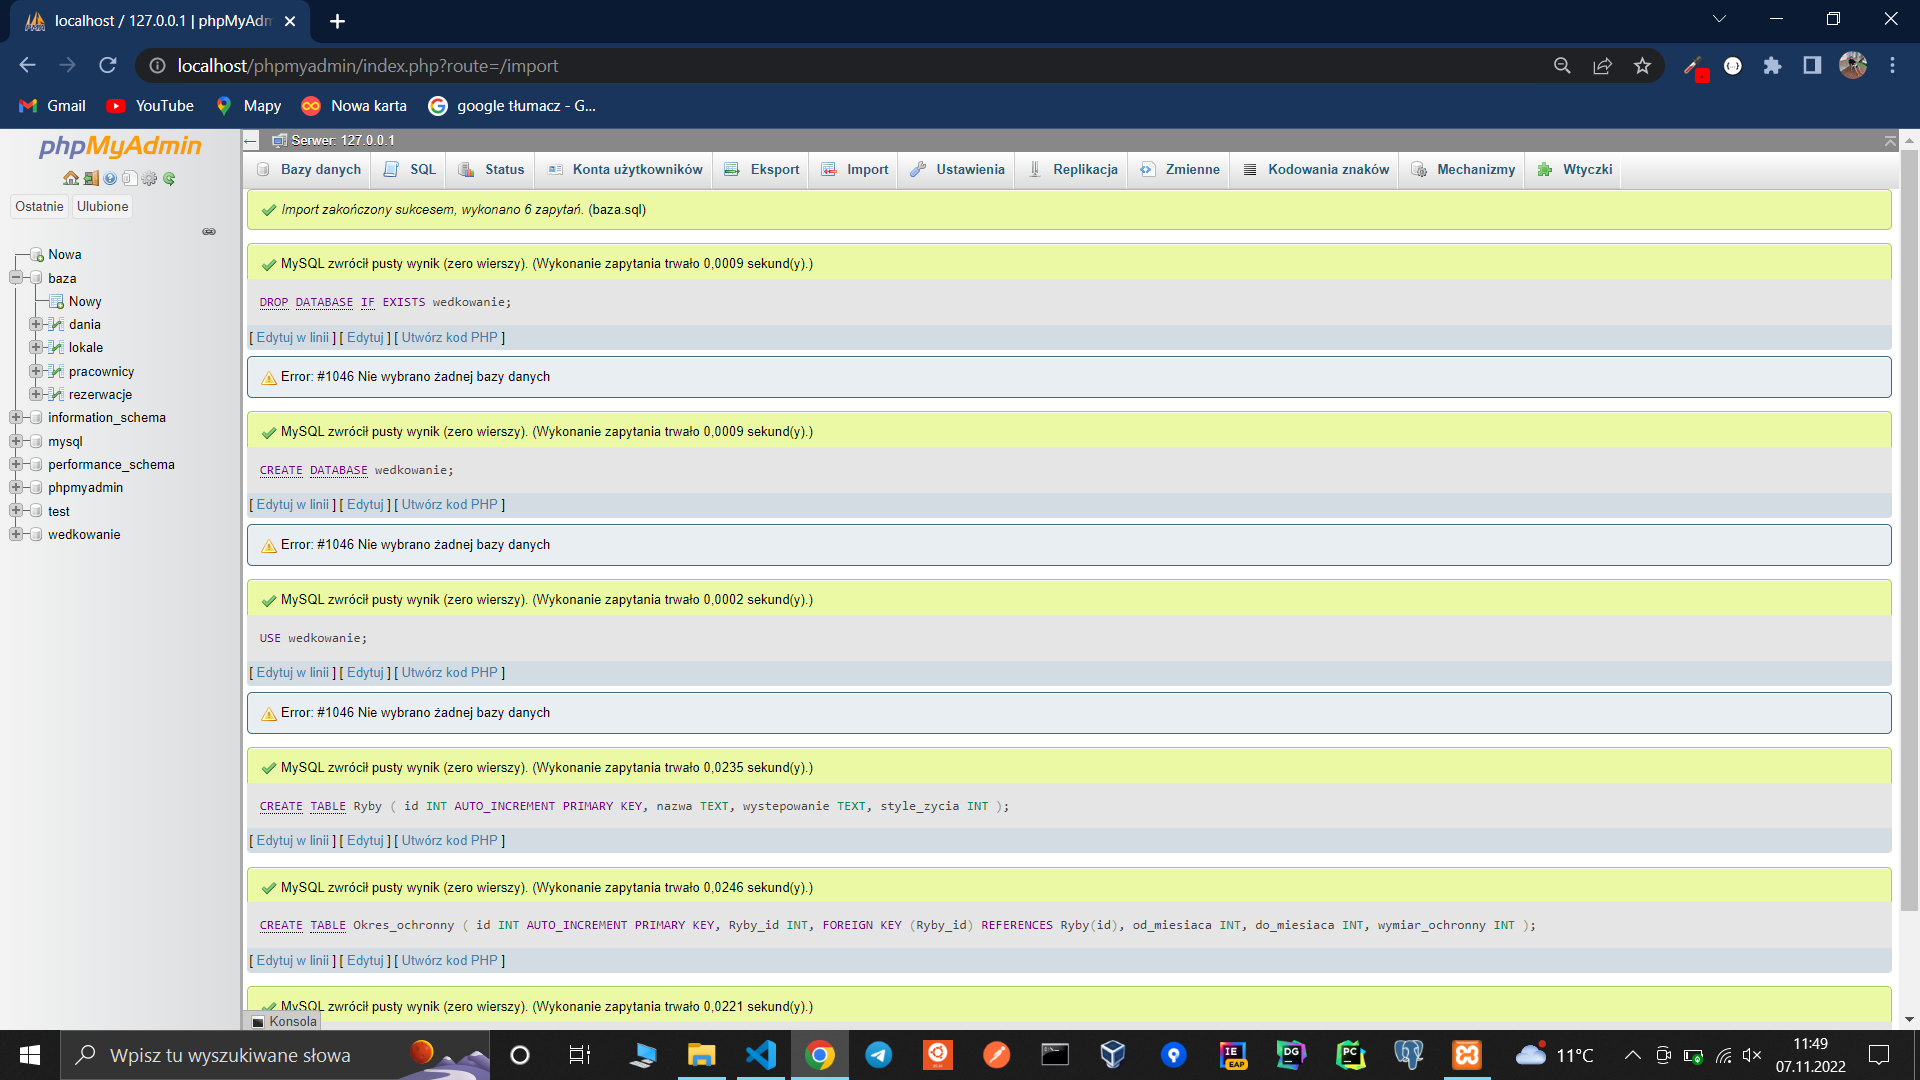 localhost / 127.0.0.1 | phpMyAdm
localhost/phpmyadmin/index.php?route=/import
Gmail
YouTube
Mapy
Nowa karta
google tłumacz - G...
phpMyAdmin
Ostatnie
Ulubione
Nowa
baza
Nowy
dania
lokale
pracownicy
rezerwacje
information_schema
mysql
performance_schema
phpmyadmin
test
wedkowanie
Serwer: 127.0.0.1
Bazy danych
SQL
Status
Konta użytkowników
Eksport
Import
Ustawienia
Replikacja
Zmienne
Kodowania znaków
Mechanizmy
Wtyczki
Import zakończony sukcesem, wykonano 6 zapytań. (baza.sql)
MySQL zwrócił pusty wynik (zero wierszy). (Wykonanie zapytania trwało 0,0009 sekund(y).)
DROP DATABASE IF EXISTS wedkowanie;
[ Edytuj w linii ] [ Edytuj ] [ Utwórz kod PHP ]
Error: #1046 Nie wybrano żadnej bazy danych
MySQL zwrócił pusty wynik (zero wierszy). (Wykonanie zapytania trwało 0,0009 sekund(y).)
CREATE DATABASE wedkowanie;
[ Edytuj w linii ] [ Edytuj ] [ Utwórz kod PHP ]
Error: #1046 Nie wybrano żadnej bazy danych
MySQL zwrócił pusty wynik (zero wierszy). (Wykonanie zapytania trwało 0,0002 sekund(y).)
USE wedkowanie;
[ Edytuj w linii ] [ Edytuj ] [ Utwórz kod PHP ]
Error: #1046 Nie wybrano żadnej bazy danych
MySQL zwrócił pusty wynik (zero wierszy). (Wykonanie zapytania trwało 0,0235 sekund(y).)
CREATE TABLE Ryby ( id INT AUTO_INCREMENT PRIMARY KEY, nazwa TEXT, wystepowanie TEXT, style_zycia INT );
[ Edytuj w linii ] [ Edytuj ] [ Utwórz kod PHP ]
MySQL zwrócił pusty wynik (zero wierszy). (Wykonanie zapytania trwało 0,0246 sekund(y).)
CREATE TABLE Okres_ochronny ( id INT AUTO_INCREMENT PRIMARY KEY, Ryby_id INT, FOREIGN KEY (Ryby_id) REFERENCES Ryby(id), od_miesiaca INT, do_miesiaca INT, wymiar_ochronny INT );
[ Edytuj w linii ] [ Edytuj ] [ Utwórz kod PHP ]
MySQL zwrócił pusty wynik (zero wierszy). (Wykonanie zapytania trwało 0,0221 sekund(y).)
Konsola
Wpisz tu wyszukiwane słowa
IE
EAP
DG
PC
11°C
11:49
07.11.2022